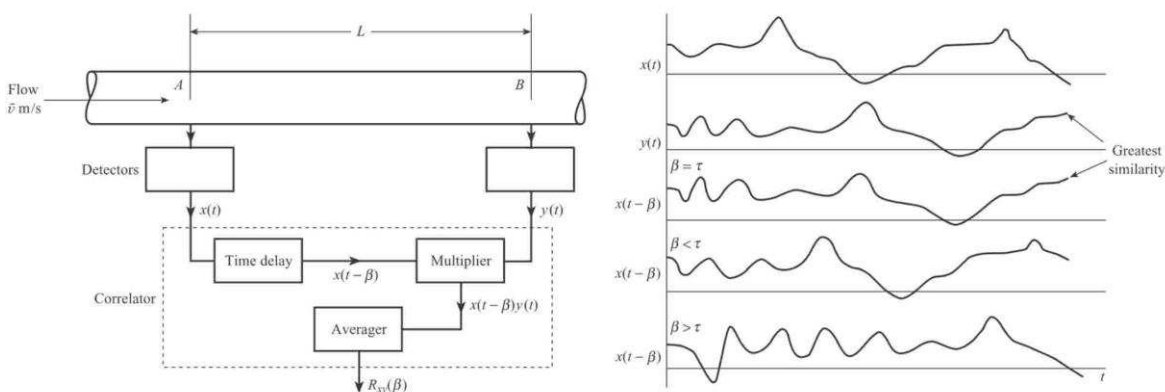 L
A
B
Flow
v̄ m/s
Detectors
x(t)
y(t)
Time delay
x(t−β)
Multiplier
Correlator
x(t−β)y(t)
Averager
R_xy(β)
x(t)
y(t)
Greatest
similarity
β = τ
x(t−β)
β < τ
x(t−β)
β > τ
x(t−β)
t